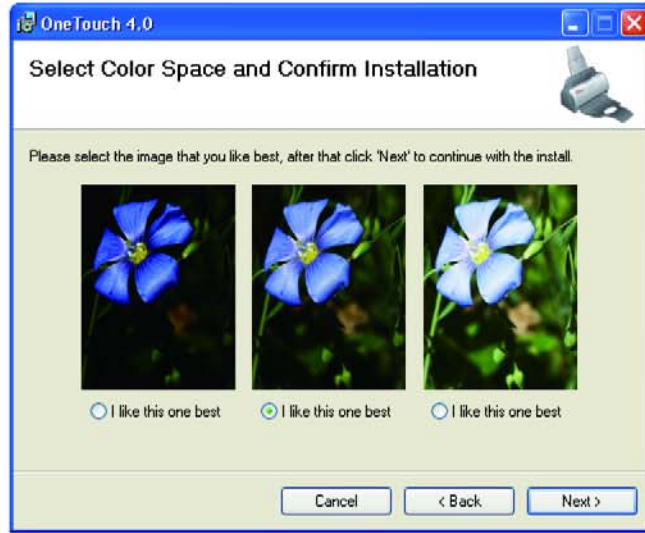 OneTouch 4.0
Select Color Space and Confirm Installation
Please select the image that you like best, after that click 'Next' to continue with the install.
I like this one best I like this one best I like this one best
Cancel < Back Next >